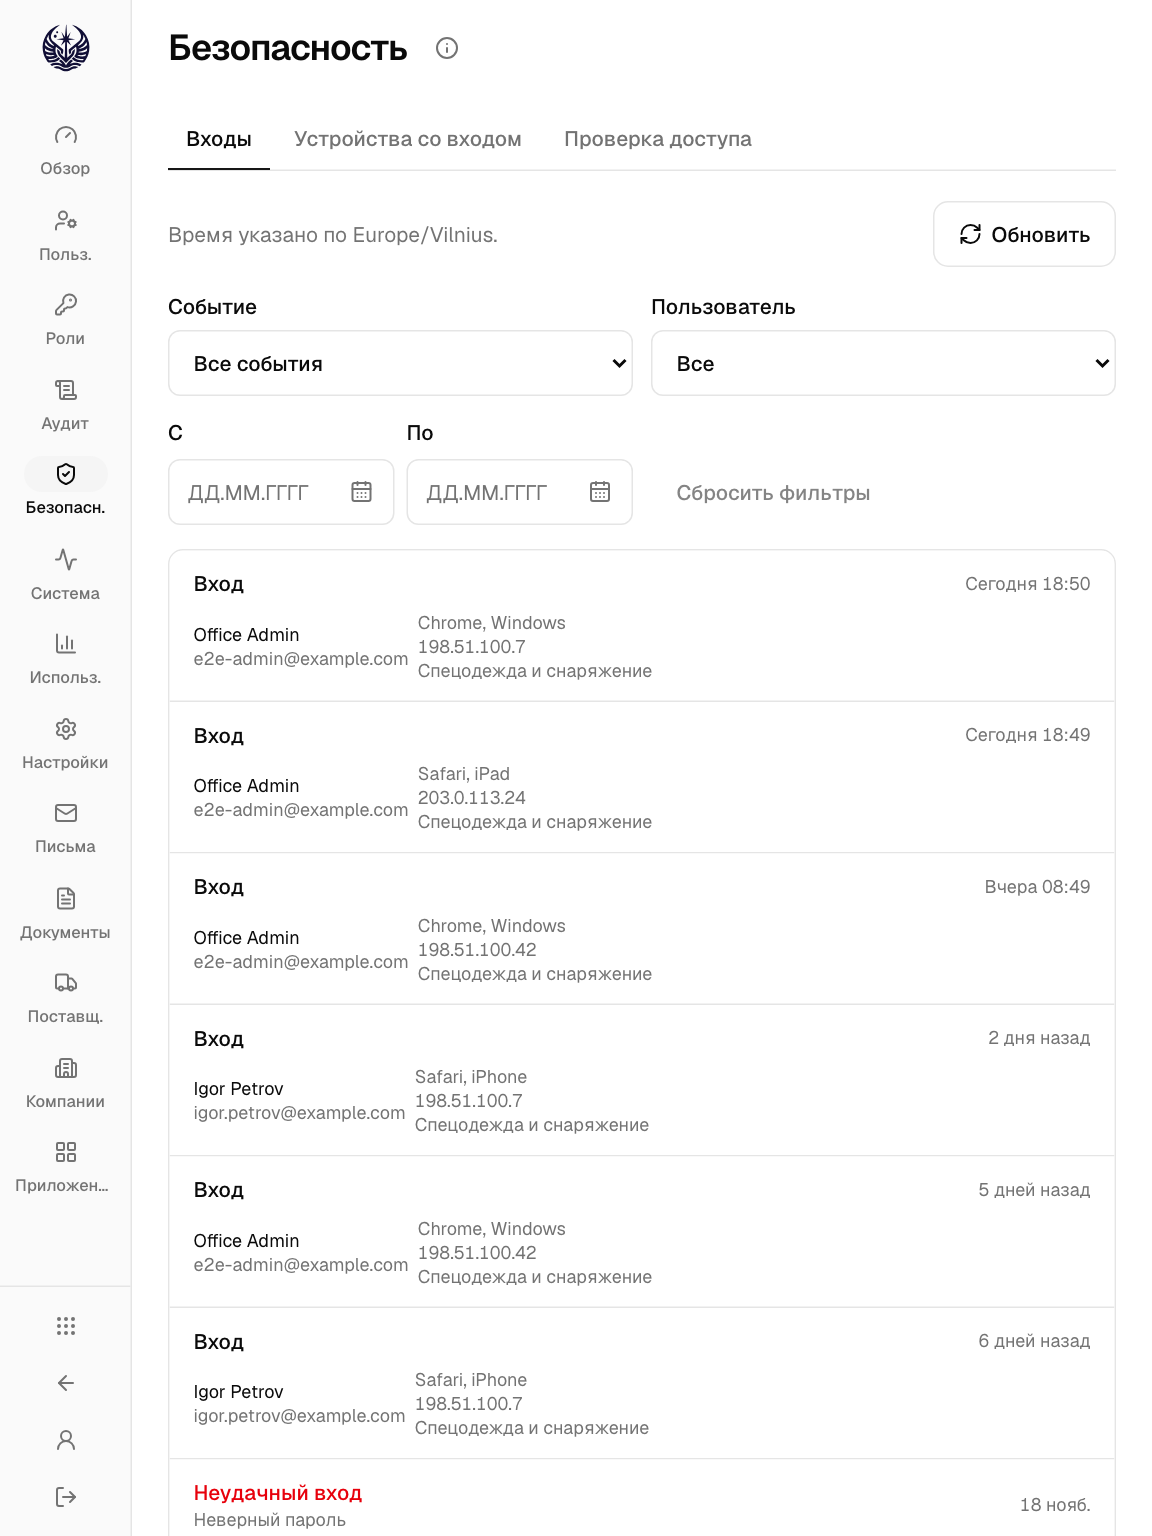 Безопасность
Обзор
Польз.
Роли
Аудит
Безопасн.
Система
Использ.
Настройки
Письма
Документы
Поставщ.
Компании
Приложен...
Входы
Устройства со входом
Проверка доступа
Время указано по Europe/Vilnius.
Обновить
Событие
Пользователь
Все события
Все
С
По
ДД.ММ.ГГГГ
ДД.ММ.ГГГГ
Сбросить фильтры
Вход
Сегодня 18:50
Office Admin
e2e-admin@example.com
Chrome, Windows
198.51.100.7
Спецодежда и снаряжение
Вход
Сегодня 18:49
Office Admin
e2e-admin@example.com
Safari, iPad
203.0.113.24
Спецодежда и снаряжение
Вход
Вчера 08:49
Office Admin
e2e-admin@example.com
Chrome, Windows
198.51.100.42
Спецодежда и снаряжение
Вход
2 дня назад
Igor Petrov
igor.petrov@example.com
Safari, iPhone
198.51.100.7
Спецодежда и снаряжение
Вход
5 дней назад
Office Admin
e2e-admin@example.com
Chrome, Windows
198.51.100.42
Спецодежда и снаряжение
Вход
6 дней назад
Igor Petrov
igor.petrov@example.com
Safari, iPhone
198.51.100.7
Спецодежда и снаряжение
Неудачный вход
18 нояб.
Неверный пароль